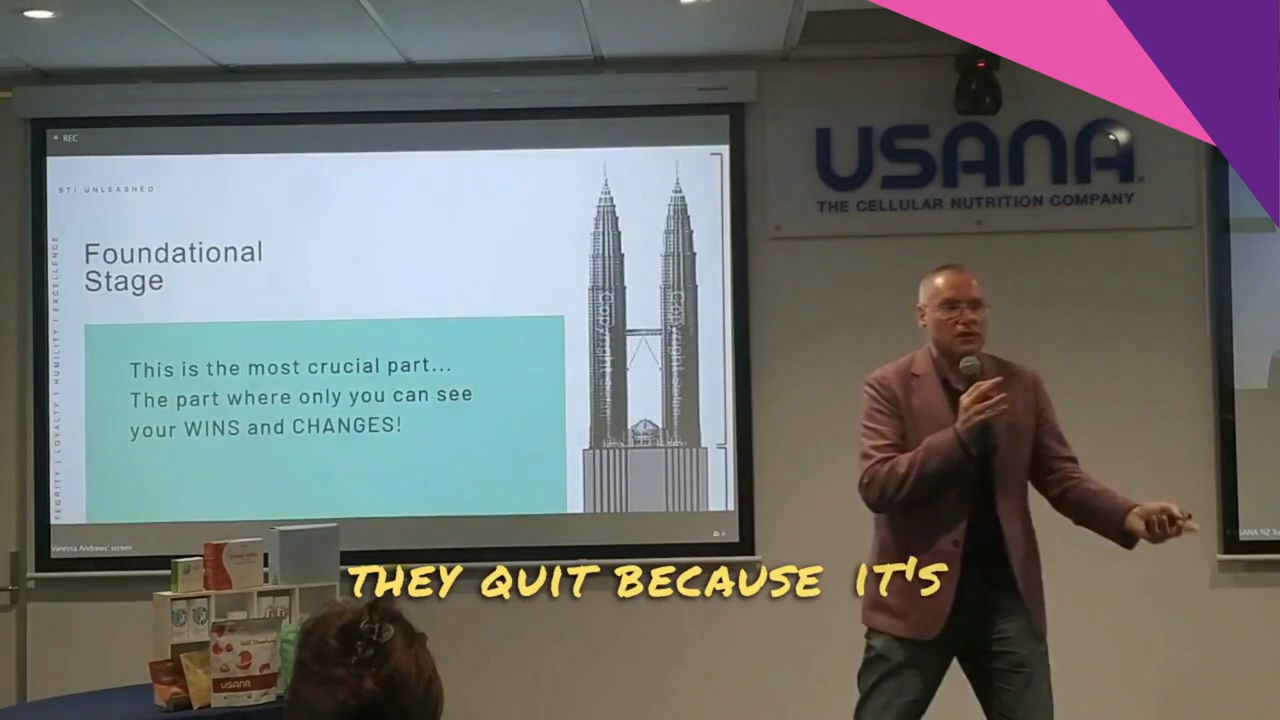 REC
STI UNLEASHED
TEGRITY | LOYALTY | HUMILITY | EXCELLENCE
Foundational
Stage
This is the most crucial part...
The part where only you can see
your WINS and CHANGES!
Vanessa Andrews' screen
4
USANA
THE CELLULAR NUTRITION COMPANY
THEY QUIT BECAUSE IT'S
USANA